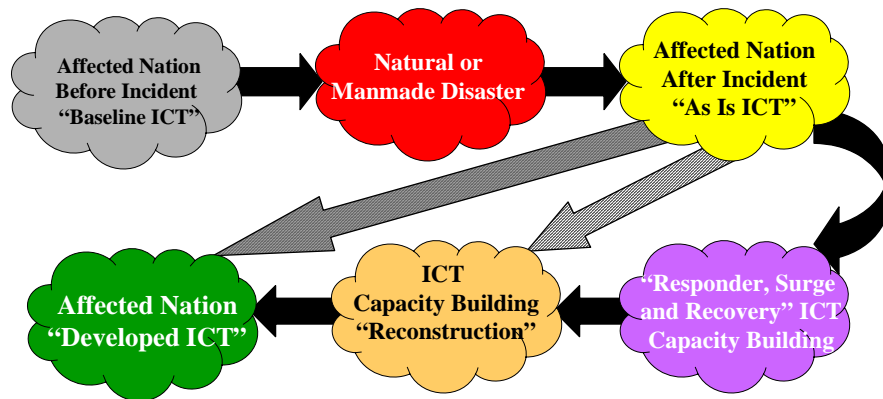 Affected Nation
Before Incident
“Baseline ICT”
Natural or
Manmade Disaster
Affected Nation
After Incident
“As Is ICT”
Affected Nation
“Developed ICT”
ICT
Capacity Building
“Reconstruction”
“Responder, Surge
and Recovery” ICT
Capacity Building